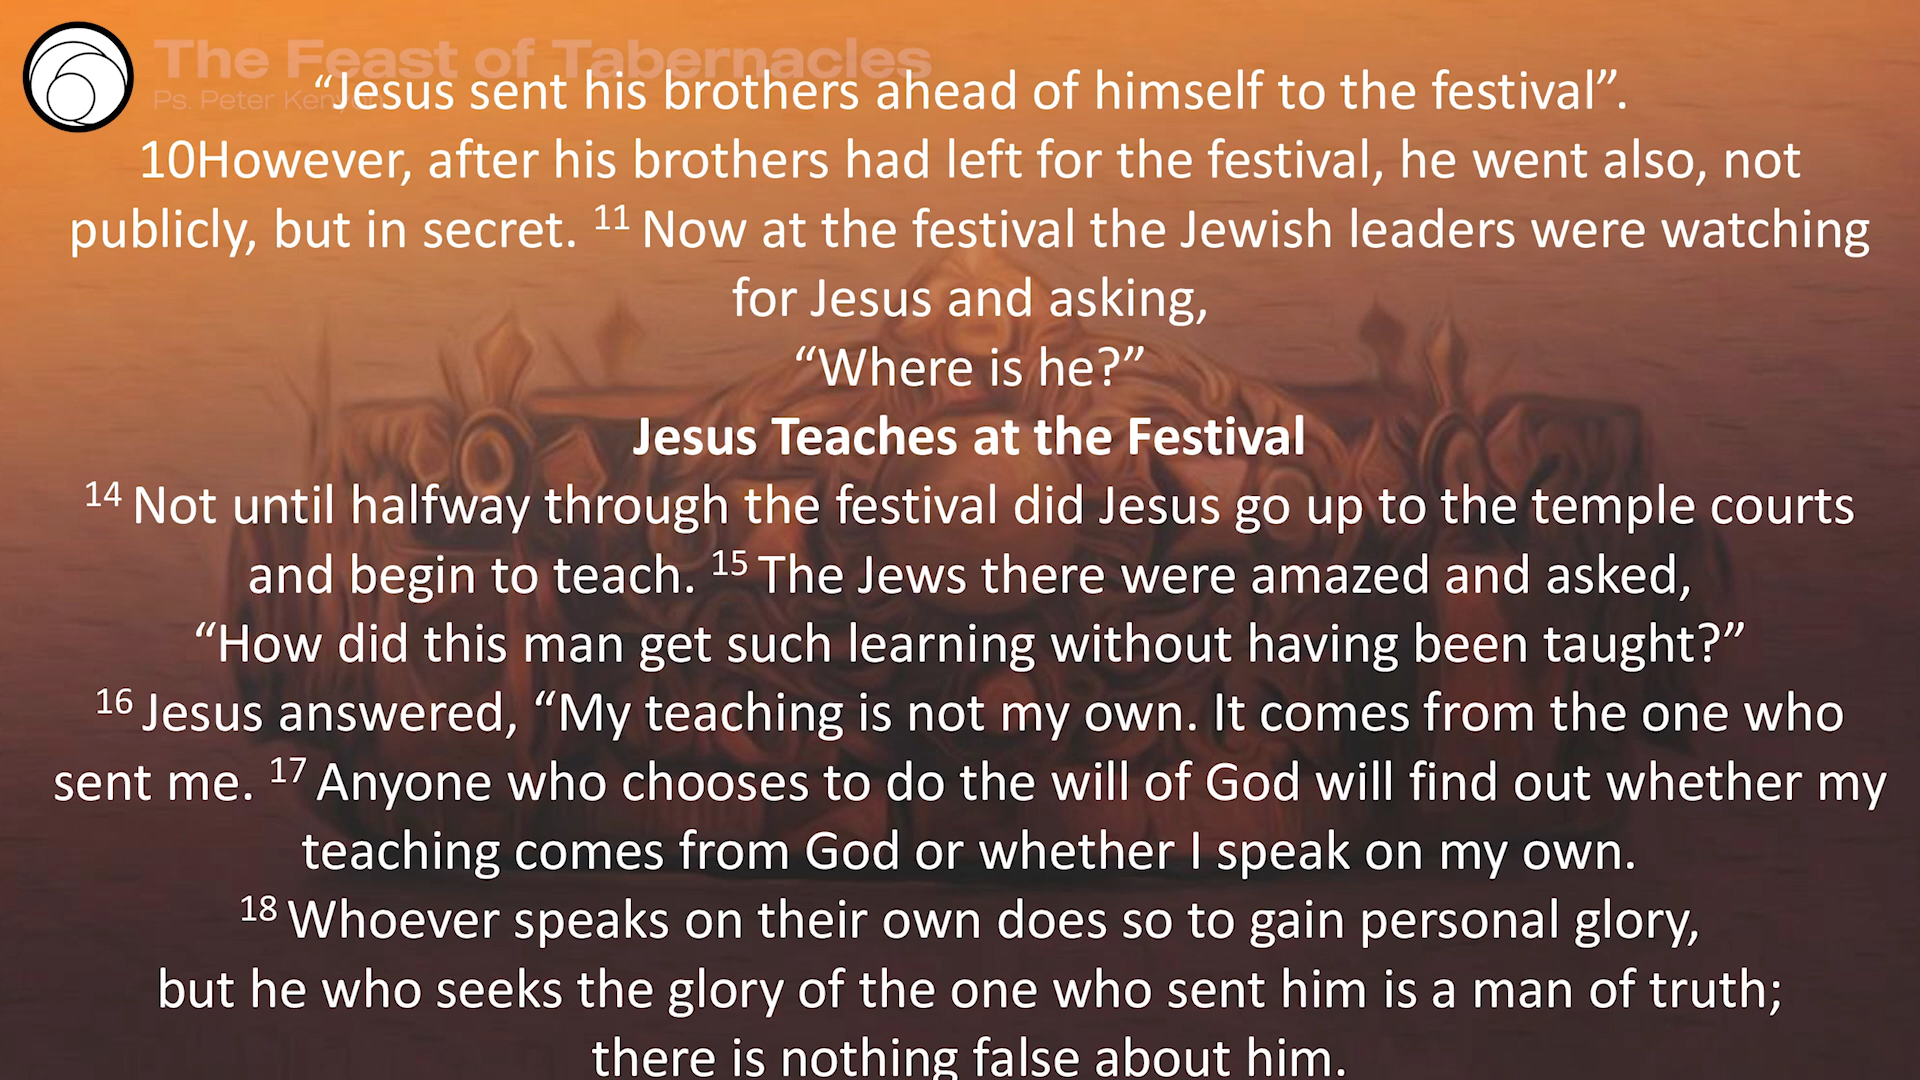 The Feast of Tabernacles
Ps. Peter
“Jesus sent his brothers ahead of himself to the festival”.
10However, after his brothers had left for the festival, he went also, not
publicly, but in secret. 11 Now at the festival the Jewish leaders were watching
for Jesus and asking,
“Where is he?”
Jesus Teaches at the Festival
14 Not until halfway through the festival did Jesus go up to the temple courts
and begin to teach. 15 The Jews there were amazed and asked,
“How did this man get such learning without having been taught?”
16 Jesus answered, “My teaching is not my own. It comes from the one who
sent me. 17 Anyone who chooses to do the will of God will find out whether my
teaching comes from God or whether I speak on my own.
18 Whoever speaks on their own does so to gain personal glory,
but he who seeks the glory of the one who sent him is a man of truth;
there is nothing false about him.